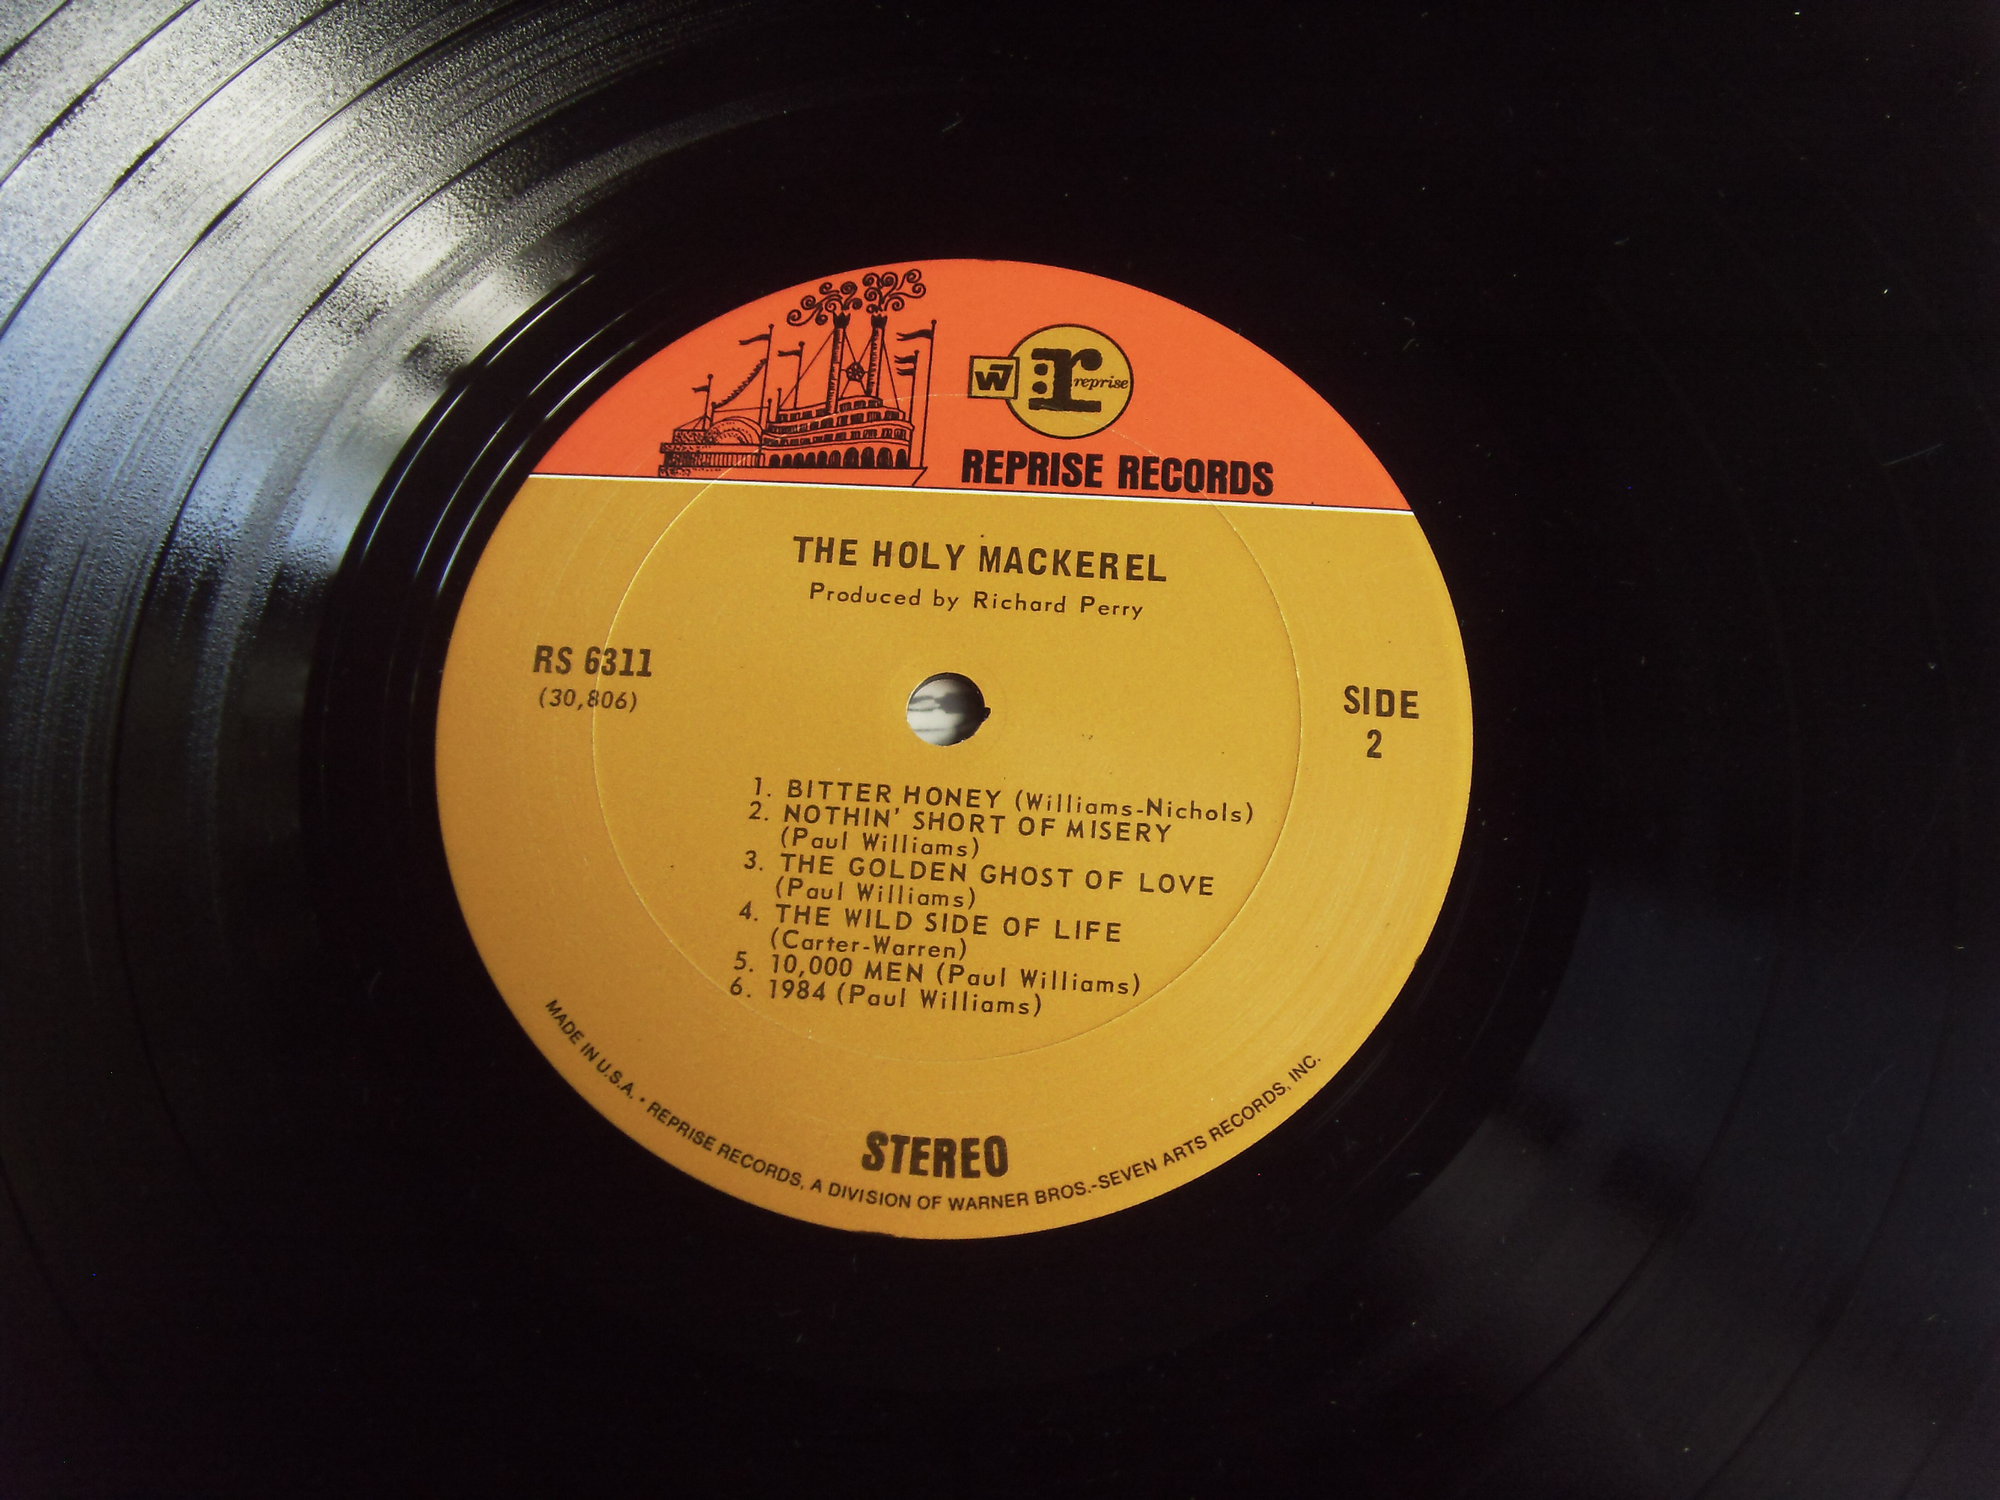 W7
r reprise
REPRISE RECORDS
THE HOLY MACKEREL
Produced by Richard Perry
RS 6311
(30,806)
SIDE
2
1. BITTER HONEY (Williams-Nichols)
2. NOTHIN' SHORT OF MISERY
(Paul Williams)
3. THE GOLDEN GHOST OF LOVE
(Paul Williams)
4. THE WILD SIDE OF LIFE
(Carter-Warren)
5. 10,000 MEN (Paul Williams)
6. 1984 (Paul Williams)
STEREO
MADE IN U.S.A. • REPRISE RECORDS, A DIVISION OF WARNER BROS.-SEVEN ARTS RECORDS, INC.